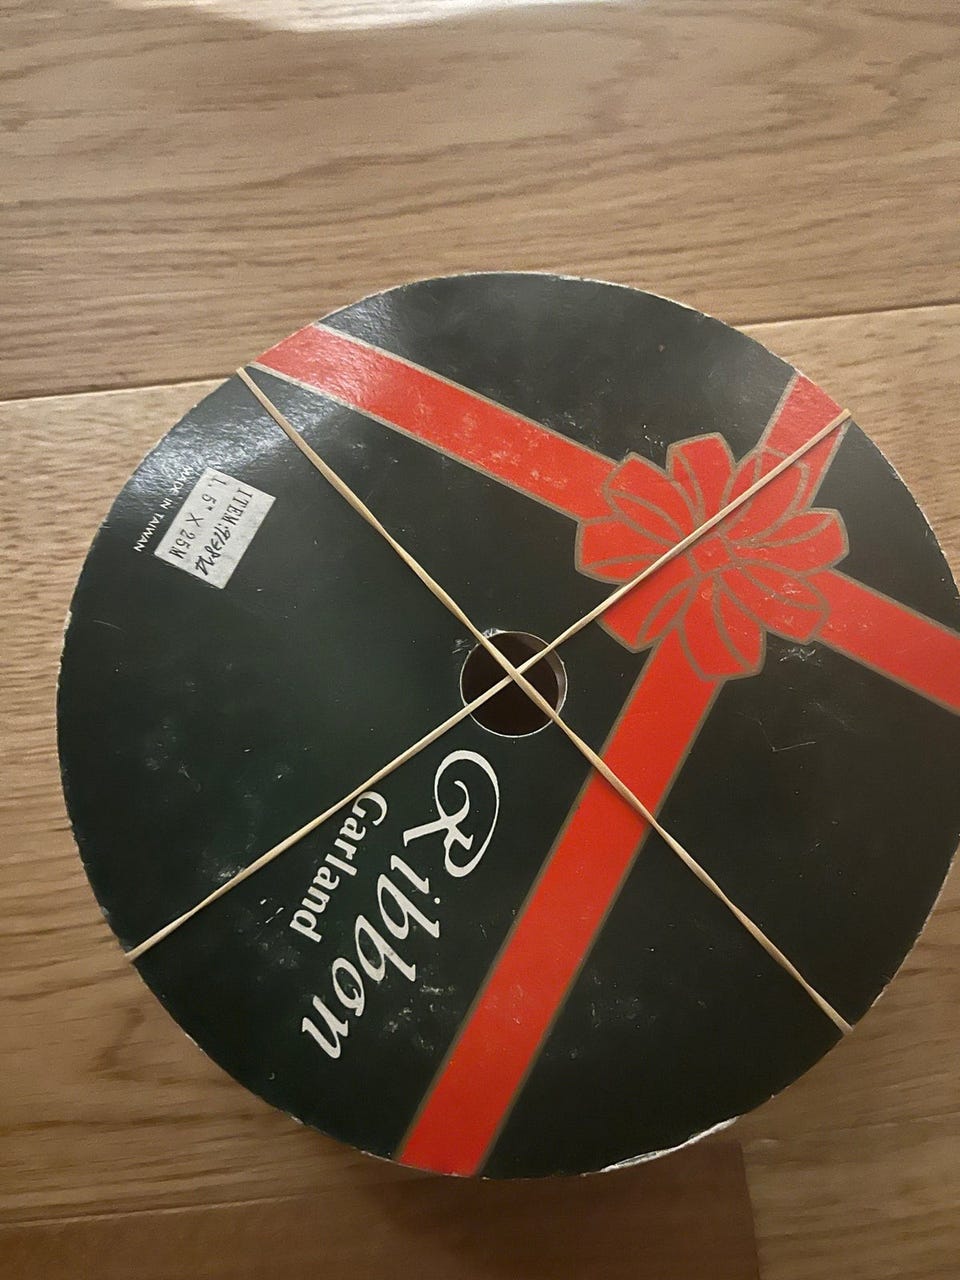 Ribbon
Garland
ITEM:
1.5" X 25M
MADE IN TAIWAN